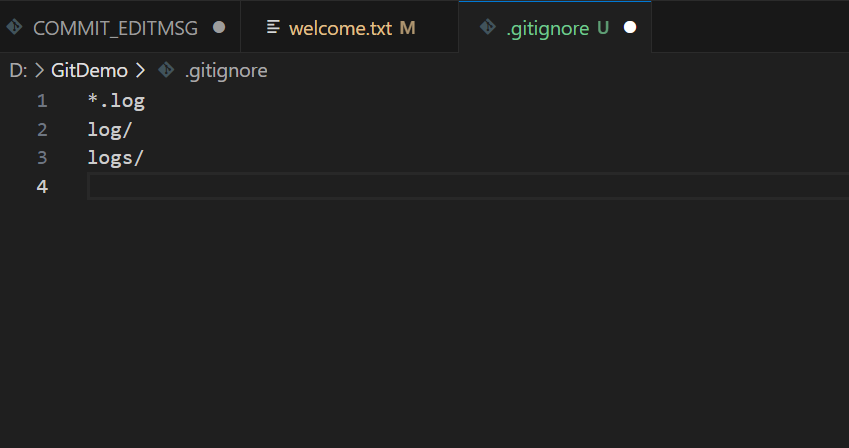 COMMIT_EDITMSG welcome.txt M .gitignore U
D: > GitDemo > .gitignore
1 *.log
2 log/
3 logs/
4